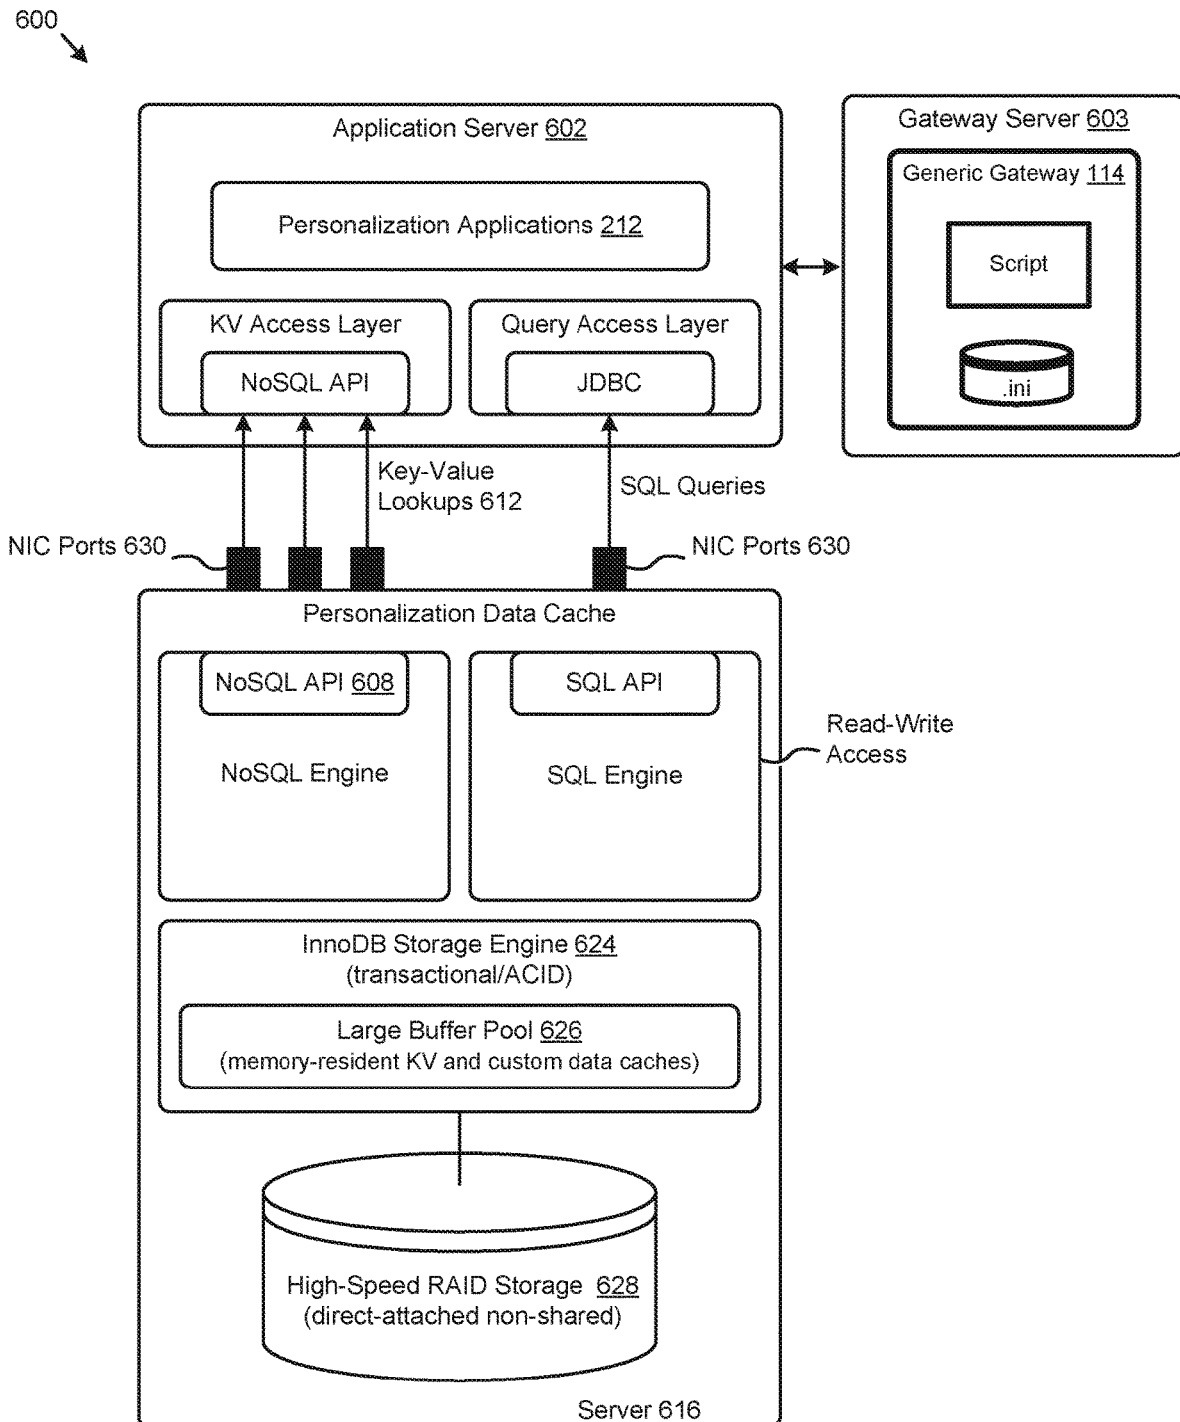 600
Application Server 602
Gateway Server 603
Generic Gateway 114
Personalization Applications 212
Script
KV Access Layer
Query Access Layer
NoSQL API
JDBC
.ini
Key-Value
Lookups 612
SQL Queries
NIC Ports 630
NIC Ports 630
Personalization Data Cache
NoSQL API 608
SQL API
Read-Write
Access
NoSQL Engine
SQL Engine
InnoDB Storage Engine 624
(transactional/ACID)
Large Buffer Pool 626
(memory-resident KV and custom data caches)
High-Speed RAID Storage 628
(direct-attached non-shared)
Server 616